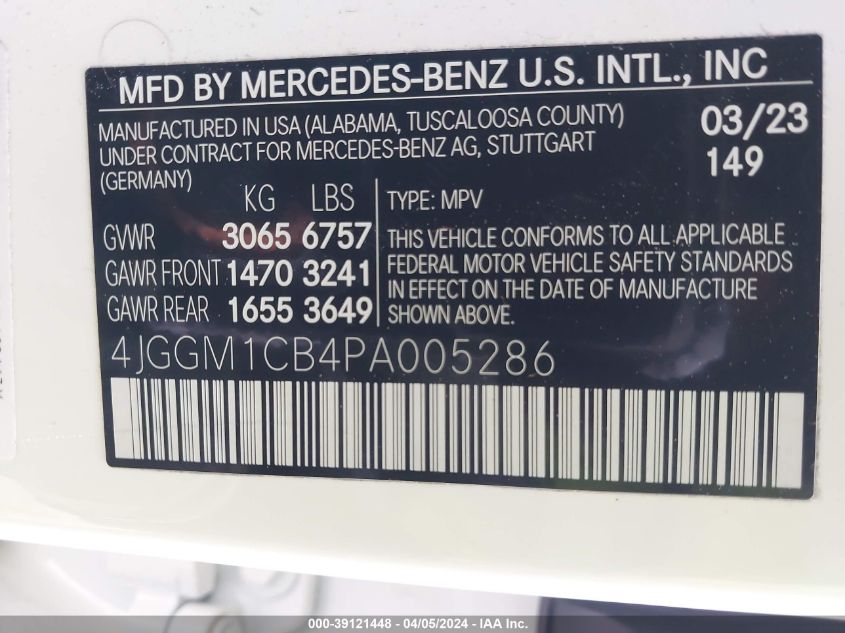 MFD BY MERCEDES-BENZ U.S. INTL., INC
MANUFACTURED IN USA (ALABAMA, TUSCALOOSA COUNTY)
UNDER CONTRACT FOR MERCEDES-BENZ AG, STUTTGART
(GERMANY)
03/23
149
KG LBS
GVWR 3065 6757
GAWR FRONT 1470 3241
GAWR REAR 1655 3649
TYPE: MPV
THIS VEHICLE CONFORMS TO ALL APPLICABLE
FEDERAL MOTOR VEHICLE SAFETY STANDARDS
IN EFFECT ON THE DATE OF MANUFACTURE
SHOWN ABOVE.
4JGGM1CB4PA005286
000-39121448 - 04/05/2024 - IAA Inc.